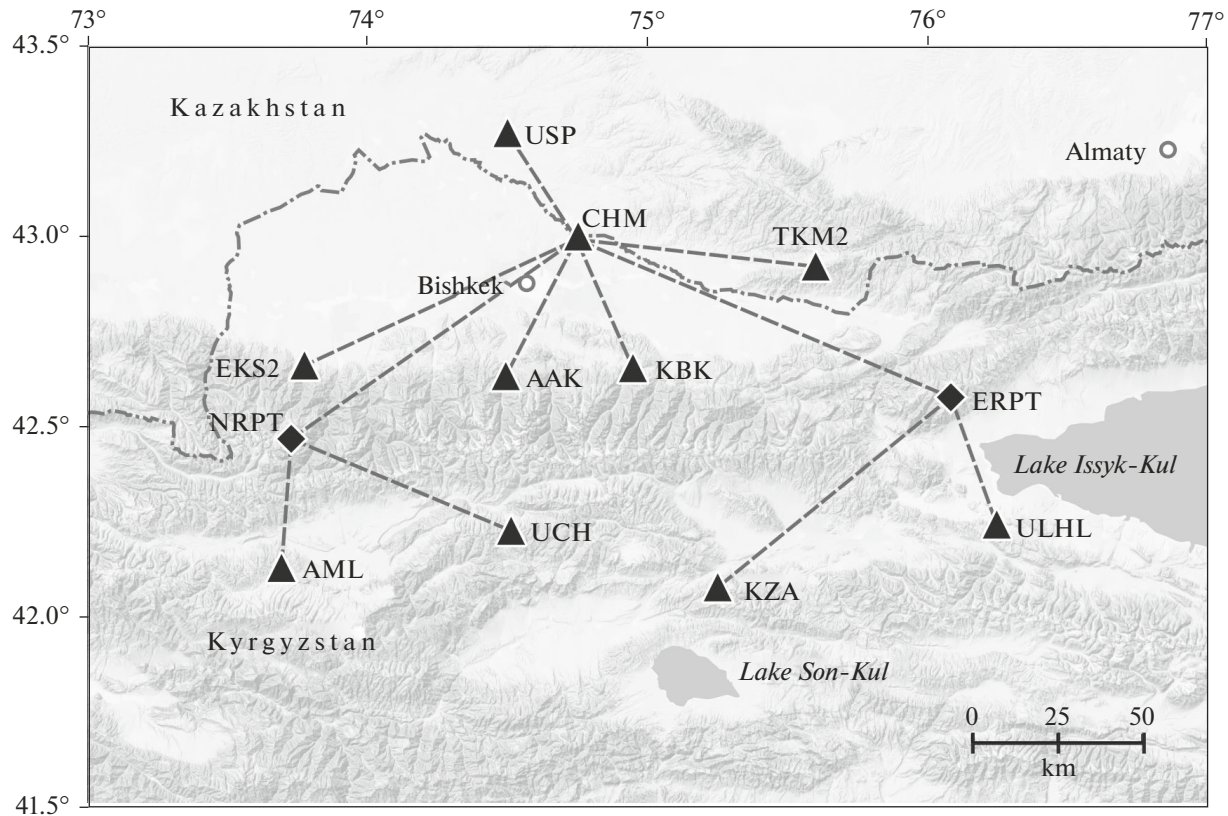 73° 74° 75° 76° 77°
43.5°
Kazakhstan
USP
Almaty
CHM
43.0°
TKM2
Bishkek
EKS2
AAK
KBK
ERPT
NRPT
42.5°
Lake Issyk-Kul
UCH
ULHL
AML
KZA
42.0°
Kyrgyzstan
Lake Son-Kul
0 25 50
km
41.5°